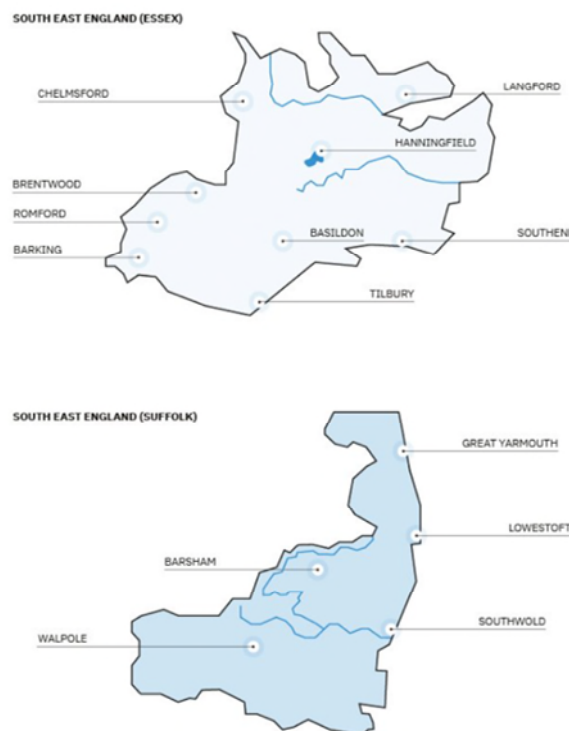 SOUTH EAST ENGLAND (ESSEX)
LANGFORD
CHELMSFORD
HANNINGFIELD
BRENTWOOD
ROMFORD
BASILDON
SOUTHEN
BARKING
TILBURY
SOUTH EAST ENGLAND (SUFFOLK)
GREAT YARMOUTH
LOWESTOFT
BARSHAM
SOUTHWOLD
WALPOLE